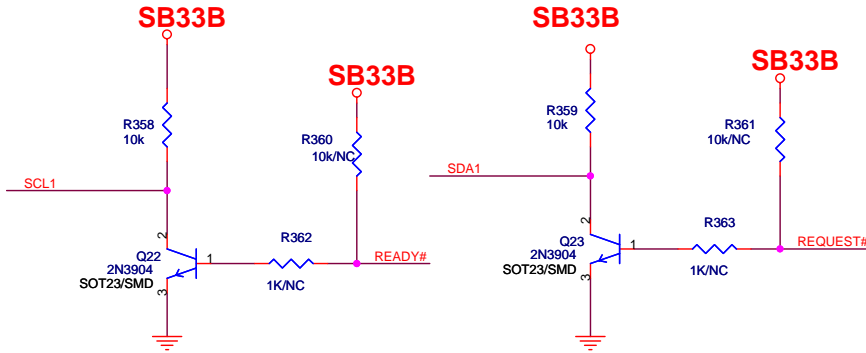 SB33B
SB33B
SB33B
SB33B
R358
10k
R360
10k/NC
R359
10k
R361
10k/NC
SCL1
SDA1
2
Q22
2N3904
SOT23/SMD
1
3
R362
1K/NC
READY#
2
Q23
2N3904
SOT23/SMD
1
3
R363
1K/NC
REQUEST#